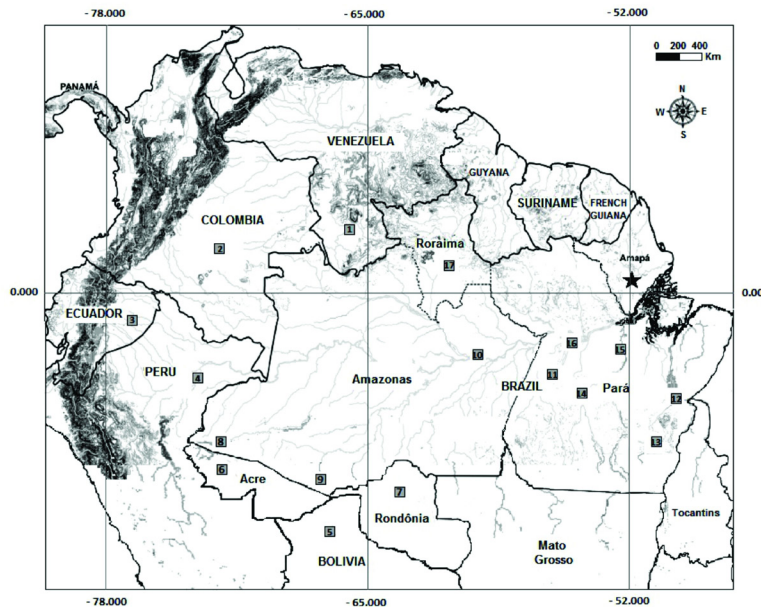 - 78.000 - 65.000 - 52.000
0 200 400
Km
PANAMÁ
N
W E
S
VENEZUELA
GUYANA
SURINAME
FRENCH
GUIANA
COLOMBIA
1
2
Roraima
17
Amapá
0.000
0.00
ECUADOR
3
16
15
10
PERU
4
Amazonas
BRAZIL
11
Pará
14
12
8
13
6
Acre
9
7
Rondônia
Tocantins
5
BOLIVIA
Mato
Grosso
- 78.000 - 65.000 - 52.000